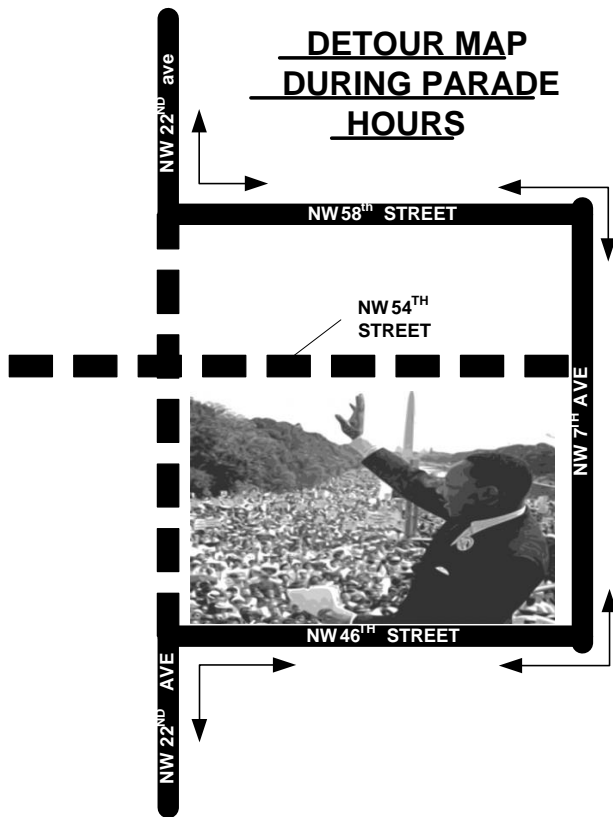 DETOUR MAP
DURING PARADE
HOURS
NW 22ND ave
NW 58th STREET
NW 54TH
STREET
NW 7TH AVE
NW 46TH STREET
NW 22ND AVE